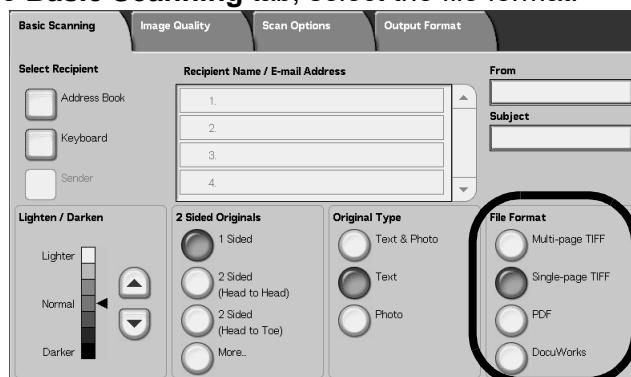 Basic Scanning tab, select the file format.
Basic Scanning
Image Quality
Scan Options
Output Format
Select Recipient
Recipient Name / E-mail Address
From
Address Book
1.
Subject
Keyboard
2.
3.
Sender
4.
Lighten / Darken
2 Sided Originals
Original Type
File Format
Lighter
1 Sided
Text & Photo
Multi-page TIFF
2 Sided
(Head to Head)
Text
Single-page TIFF
Normal
2 Sided
(Head to Toe)
Photo
PDF
Darker
More..
DocuWorks